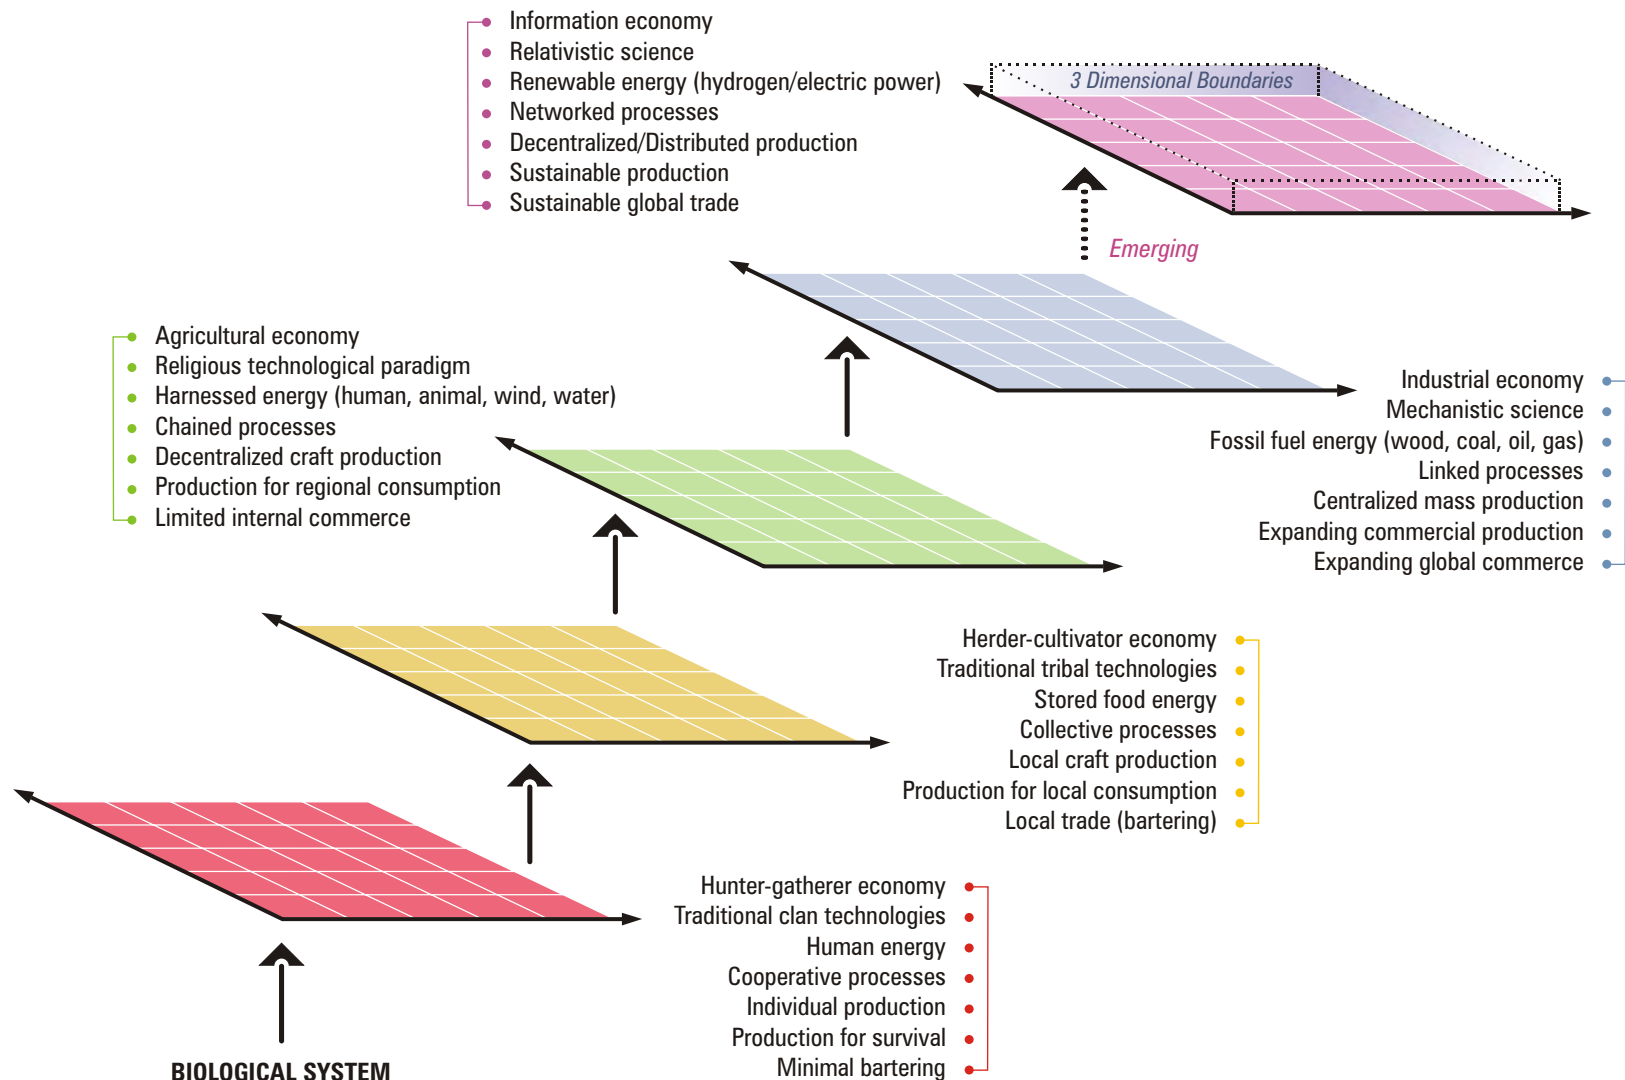 Information economy
Relativistic science
Renewable energy (hydrogen/electric power)
Networked processes
Decentralized/Distributed production
Sustainable production
Sustainable global trade
3 Dimensional Boundaries
Emerging
Agricultural economy
Religious technological paradigm
Harnessed energy (human, animal, wind, water)
Chained processes
Decentralized craft production
Production for regional consumption
Limited internal commerce
Industrial economy
Mechanistic science
Fossil fuel energy (wood, coal, oil, gas)
Linked processes
Centralized mass production
Expanding commercial production
Expanding global commerce
Herder-cultivator economy
Traditional tribal technologies
Stored food energy
Collective processes
Local craft production
Production for local consumption
Local trade (bartering)
Hunter-gatherer economy
Traditional clan technologies
Human energy
Cooperative processes
Individual production
Production for survival
Minimal bartering
BIOLOGICAL SYSTEM